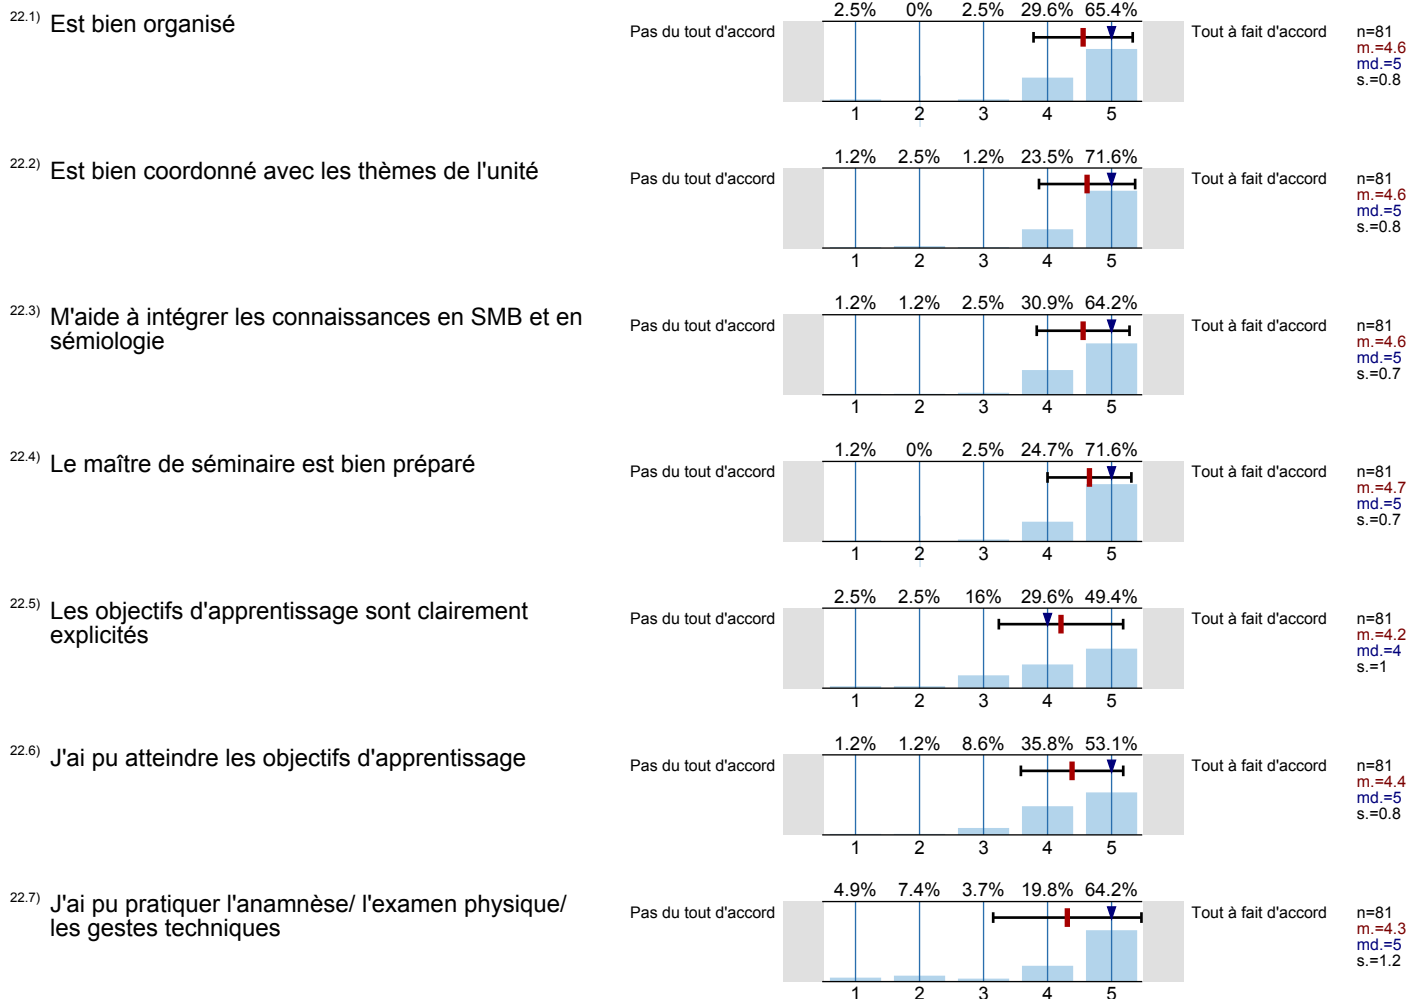 22.1) Est bien organisé
Pas du tout d'accord
2.5% 0% 2.5% 29.6% 65.4%
1 2 3 4 5
Tout à fait d'accord
n=81
m.=4.6
md.=5
s.=0.8
22.2) Est bien coordonné avec les thèmes de l'unité
Pas du tout d'accord
1.2% 2.5% 1.2% 23.5% 71.6%
1 2 3 4 5
Tout à fait d'accord
n=81
m.=4.6
md.=5
s.=0.8
22.3) M'aide à intégrer les connaissances en SMB et en
sémiologie
Pas du tout d'accord
1.2% 1.2% 2.5% 30.9% 64.2%
1 2 3 4 5
Tout à fait d'accord
n=81
m.=4.6
md.=5
s.=0.7
22.4) Le maître de séminaire est bien préparé
Pas du tout d'accord
1.2% 0% 2.5% 24.7% 71.6%
1 2 3 4 5
Tout à fait d'accord
n=81
m.=4.7
md.=5
s.=0.7
22.5) Les objectifs d'apprentissage sont clairement
explicités
Pas du tout d'accord
2.5% 2.5% 16% 29.6% 49.4%
1 2 3 4 5
Tout à fait d'accord
n=81
m.=4.2
md.=4
s.=1
22.6) J'ai pu atteindre les objectifs d'apprentissage
Pas du tout d'accord
1.2% 1.2% 8.6% 35.8% 53.1%
1 2 3 4 5
Tout à fait d'accord
n=81
m.=4.4
md.=5
s.=0.8
22.7) J'ai pu pratiquer l'anamnèse/ l'examen physique/
les gestes techniques
Pas du tout d'accord
4.9% 7.4% 3.7% 19.8% 64.2%
1 2 3 4 5
Tout à fait d'accord
n=81
m.=4.3
md.=5
s.=1.2